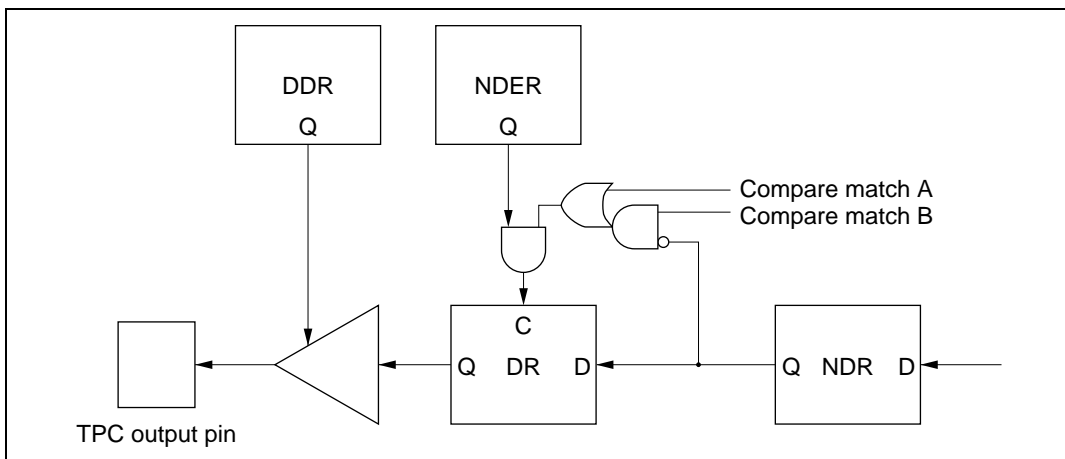 DDR
Q
NDER
Q
Compare match A
Compare match B
C
Q DR D
Q NDR D
TPC output pin